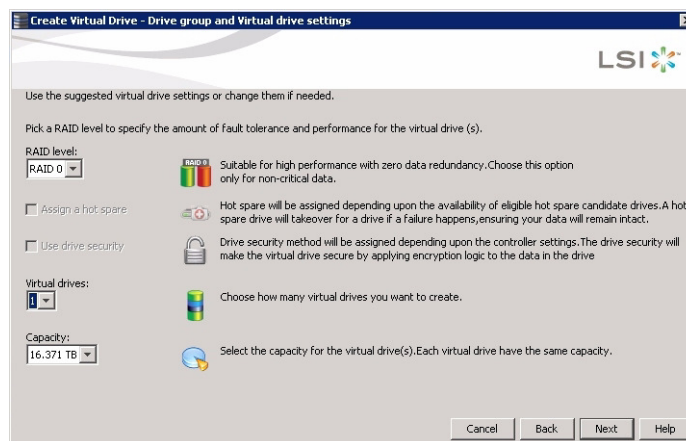 Create Virtual Drive - Drive group and Virtual drive settings
LSI
Use the suggested virtual drive settings or change them if needed.
Pick a RAID level to specify the amount of fault tolerance and performance for the virtual drive (s).
RAID level:
RAID 0
RAID 0
Suitable for high performance with zero data redundancy.Choose this option
only for non-critical data.
Assign a hot spare
Hot spare will be assigned depending upon the availability of eligible hot spare candidate drives.A hot
spare drive will takeover for a drive if a failure happens,ensuring your data will remain intact.
Use drive security
Drive security method will be assigned depending upon the controller settings.The drive security will
make the virtual drive secure by applying encryption logic to the data in the drive
Virtual drives:
1
Choose how many virtual drives you want to create.
Capacity:
16.371 TB
Select the capacity for the virtual drive(s).Each virtual drive have the same capacity.
Cancel
Back
Next
Help